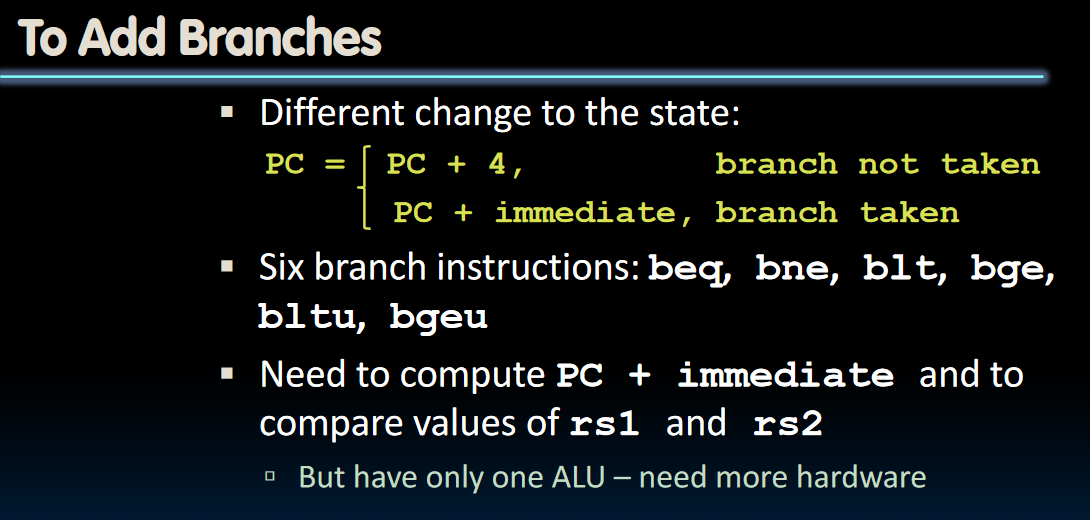 To Add Branches
▪ Different change to the state:
PC = { PC + 4, branch not taken
PC + immediate, branch taken
▪ Six branch instructions: beq, bne, blt, bge,
bltu, bgeu
▪ Need to compute PC + immediate and to
compare values of rs1 and rs2
▫ But have only one ALU – need more hardware